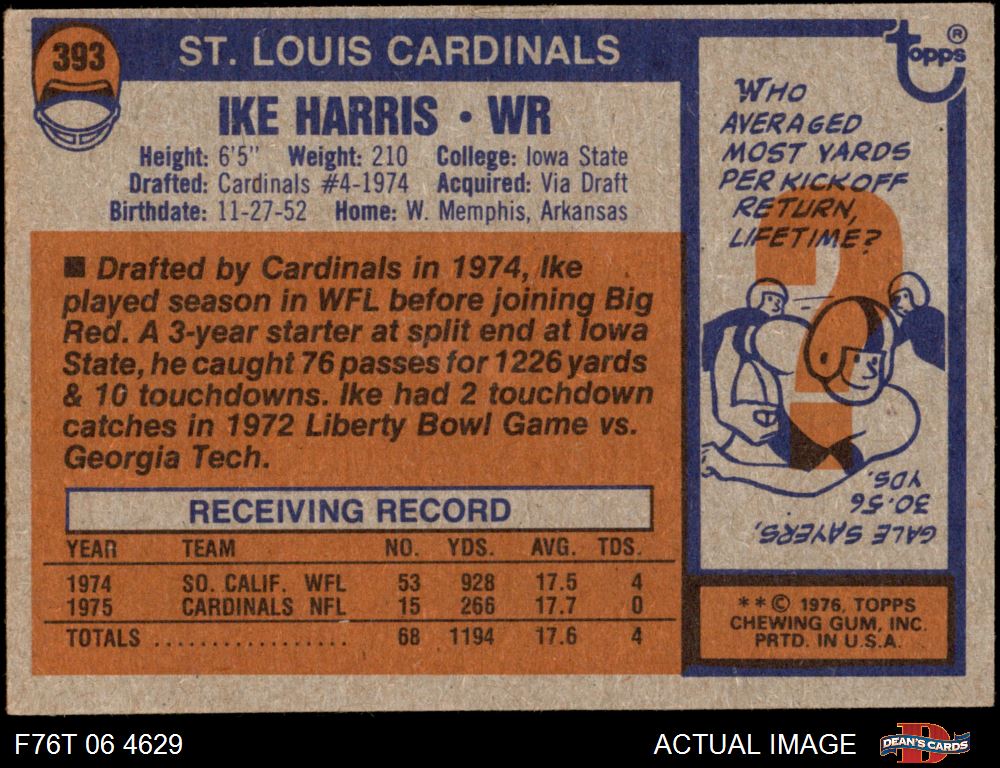 393
ST. LOUIS CARDINALS
IKE HARRIS • WR
Height: 6'5" Weight: 210 College: Iowa State
Drafted: Cardinals #4-1974 Acquired: Via Draft
Birthdate: 11-27-52 Home: W. Memphis, Arkansas
■ Drafted by Cardinals in 1974, Ike
played season in WFL before joining Big
Red. A 3-year starter at split end at Iowa
State, he caught 76 passes for 1226 yards
& 10 touchdowns. Ike had 2 touchdown
catches in 1972 Liberty Bowl Game vs.
Georgia Tech.
RECEIVING RECORD
YEAR TEAM NO. YDS. AVG. TDS.
1974 SO. CALIF. WFL 53 928 17.5 4
1975 CARDINALS NFL 15 266 17.7 0
TOTALS .................. 68 1194 17.6 4
topps ®
WHO
AVERAGED
MOST YARDS
PER KICKOFF
RETURN,
LIFETIME?
GALE SAYERS,
30.56
YDS.
**© 1976, TOPPS
CHEWING GUM, INC.
PRTD. IN U.S.A.
F76T 06 4629
ACTUAL IMAGE
DEAN'S CARDS